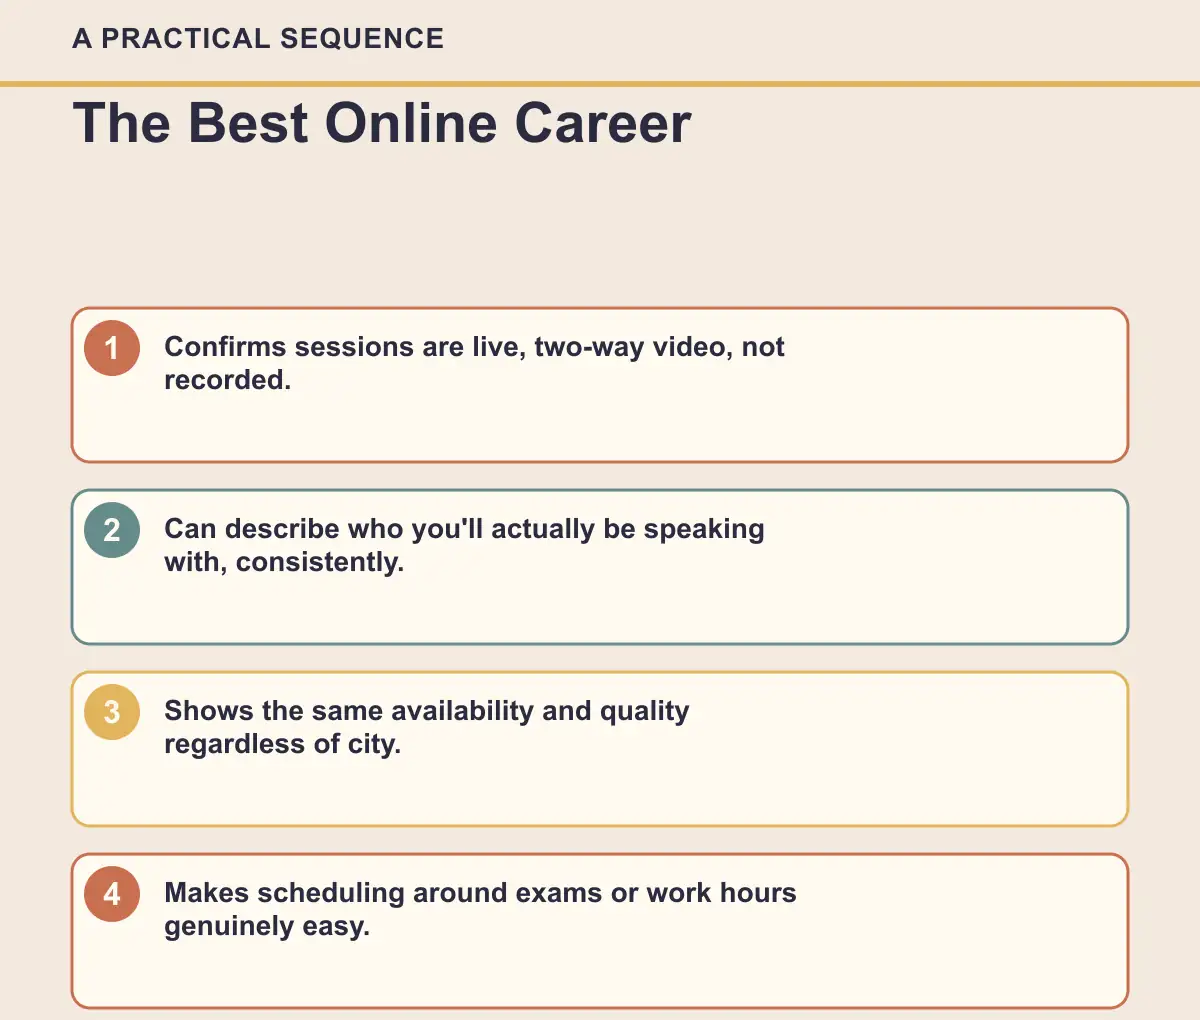 A PRACTICAL SEQUENCE
The Best Online Career
1
Confirms sessions are live, two-way video, not
recorded.
2
Can describe who you'll actually be speaking
with, consistently.
3
Shows the same availability and quality
regardless of city.
4
Makes scheduling around exams or work hours
genuinely easy.